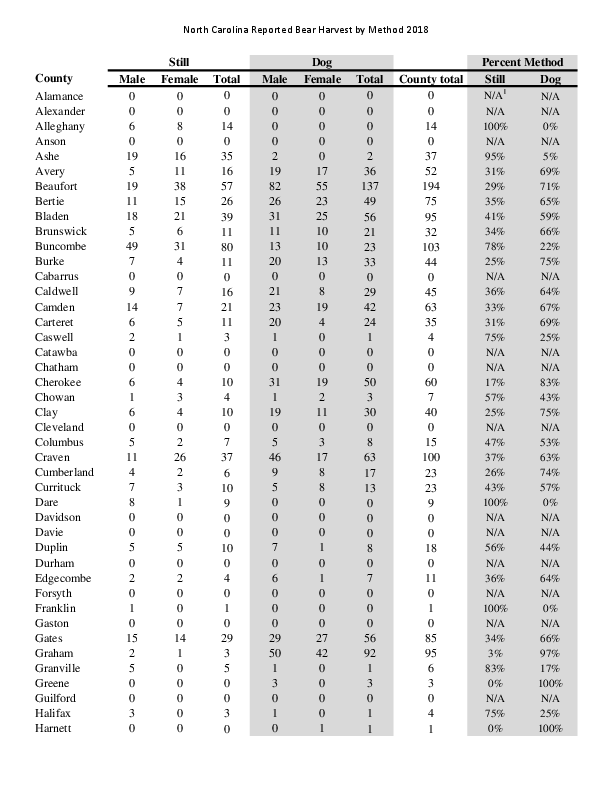 North Carolina Reported Bear Harvest by Method 2018
Still Dog Percent Method
County Male Female Total Male Female Total County total Still Dog
Alamance 0 0 0 0 0 0 0 N/A¹ N/A
Alexander 0 0 0 0 0 0 0 N/A N/A
Alleghany 6 8 14 0 0 0 14 100% 0%
Anson 0 0 0 0 0 0 0 N/A N/A
Ashe 19 16 35 2 0 2 37 95% 5%
Avery 5 11 16 19 17 36 52 31% 69%
Beaufort 19 38 57 82 55 137 194 29% 71%
Bertie 11 15 26 26 23 49 75 35% 65%
Bladen 18 21 39 31 25 56 95 41% 59%
Brunswick 5 6 11 11 10 21 32 34% 66%
Buncombe 49 31 80 13 10 23 103 78% 22%
Burke 7 4 11 20 13 33 44 25% 75%
Cabarrus 0 0 0 0 0 0 0 N/A N/A
Caldwell 9 7 16 21 8 29 45 36% 64%
Camden 14 7 21 23 19 42 63 33% 67%
Carteret 6 5 11 20 4 24 35 31% 69%
Caswell 2 1 3 1 0 1 4 75% 25%
Catawba 0 0 0 0 0 0 0 N/A N/A
Chatham 0 0 0 0 0 0 0 N/A N/A
Cherokee 6 4 10 31 19 50 60 17% 83%
Chowan 1 3 4 1 2 3 7 57% 43%
Clay 6 4 10 19 11 30 40 25% 75%
Cleveland 0 0 0 0 0 0 0 N/A N/A
Columbus 5 2 7 5 3 8 15 47% 53%
Craven 11 26 37 46 17 63 100 37% 63%
Cumberland 4 2 6 9 8 17 23 26% 74%
Currituck 7 3 10 5 8 13 23 43% 57%
Dare 8 1 9 0 0 0 9 100% 0%
Davidson 0 0 0 0 0 0 0 N/A N/A
Davie 0 0 0 0 0 0 0 N/A N/A
Duplin 5 5 10 7 1 8 18 56% 44%
Durham 0 0 0 0 0 0 0 N/A N/A
Edgecombe 2 2 4 6 1 7 11 36% 64%
Forsyth 0 0 0 0 0 0 0 N/A N/A
Franklin 1 0 1 0 0 0 1 100% 0%
Gaston 0 0 0 0 0 0 0 N/A N/A
Gates 15 14 29 29 27 56 85 34% 66%
Graham 2 1 3 50 42 92 95 3% 97%
Granville 5 0 5 1 0 1 6 83% 17%
Greene 0 0 0 3 0 3 3 0% 100%
Guilford 0 0 0 0 0 0 0 N/A N/A
Halifax 3 0 3 1 0 1 4 75% 25%
Harnett 0 0 0 0 1 1 1 0% 100%